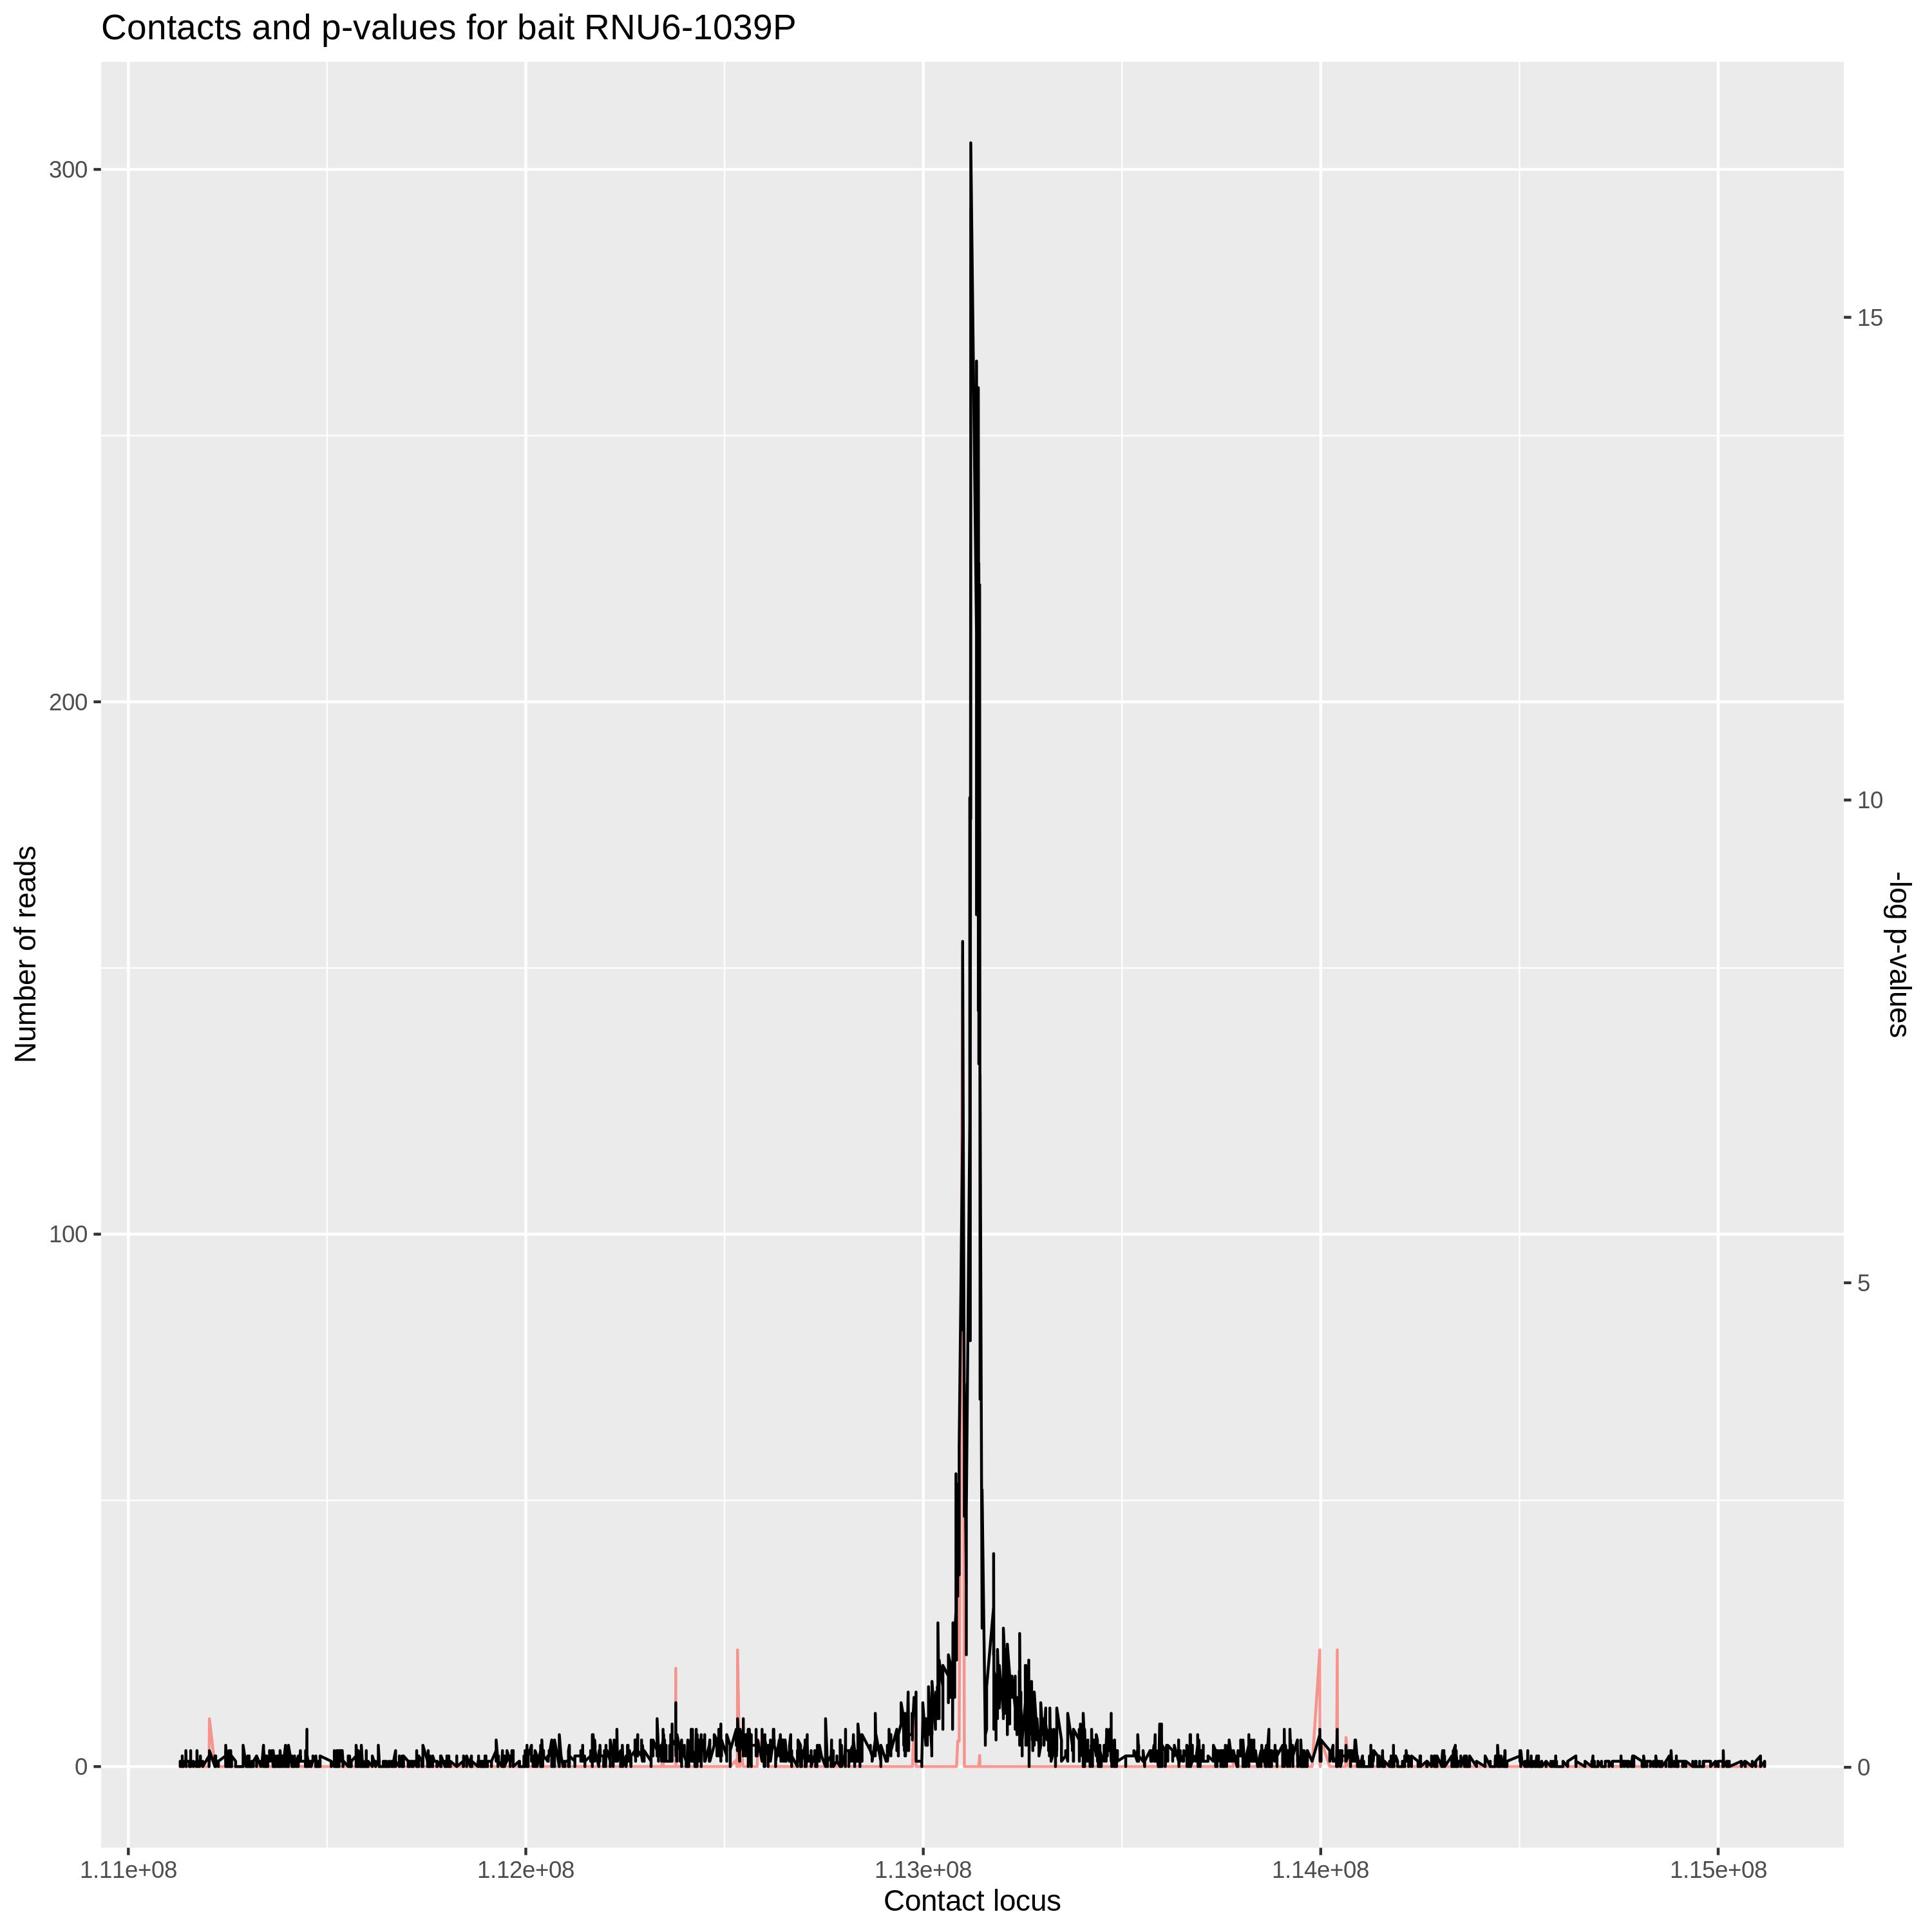 Contacts and p-values for bait RNU6-1039P
300
200
100
0
15
10
5
0
Number of reads
-log p-values
1.11e+08
1.12e+08
1.13e+08
1.14e+08
1.15e+08
Contact locus